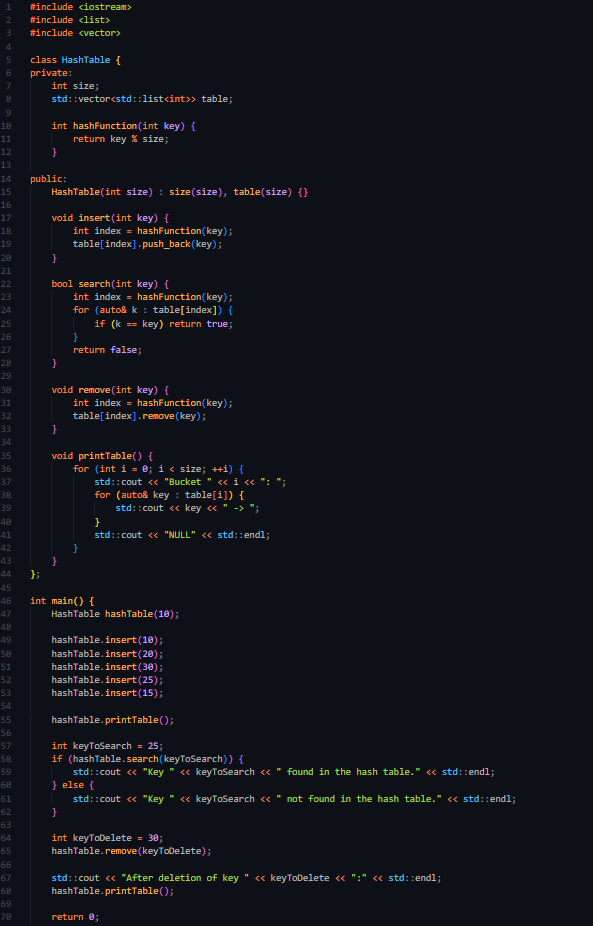 1 #include <iostream>
2 #include <list>
3 #include <vector>
4
5 class HashTable {
6 private:
7     int size;
8     std::vector<std::list<int>> table;
9
10     int hashFunction(int key) {
11         return key % size;
12     }
13
14 public:
15     HashTable(int size) : size(size), table(size) {}
16
17     void insert(int key) {
18         int index = hashFunction(key);
19         table[index].push_back(key);
20     }
21
22     bool search(int key) {
23         int index = hashFunction(key);
24         for (auto& k : table[index]) {
25             if (k == key) return true;
26         }
27         return false;
28     }
29
30     void remove(int key) {
31         int index = hashFunction(key);
32         table[index].remove(key);
33     }
34
35     void printTable() {
36         for (int i = 0; i < size; ++i) {
37             std::cout << "Bucket " << i << ": ";
38             for (auto& key : table[i]) {
39                 std::cout << key << " -> ";
40             }
41             std::cout << "NULL" << std::endl;
42         }
43     }
44 };
45
46 int main() {
47     HashTable hashTable(10);
48
49     hashTable.insert(10);
50     hashTable.insert(20);
51     hashTable.insert(30);
52     hashTable.insert(25);
53     hashTable.insert(15);
54
55     hashTable.printTable();
56
57     int keyToSearch = 25;
58     if (hashTable.search(keyToSearch)) {
59         std::cout << "Key " << keyToSearch << " found in the hash table." << std::endl;
60     } else {
61         std::cout << "Key " << keyToSearch << " not found in the hash table." << std::endl;
62     }
63
64     int keyToDelete = 30;
65     hashTable.remove(keyToDelete);
66
67     std::cout << "After deletion of key " << keyToDelete << ":" << std::endl;
68     hashTable.printTable();
69
70     return 0;